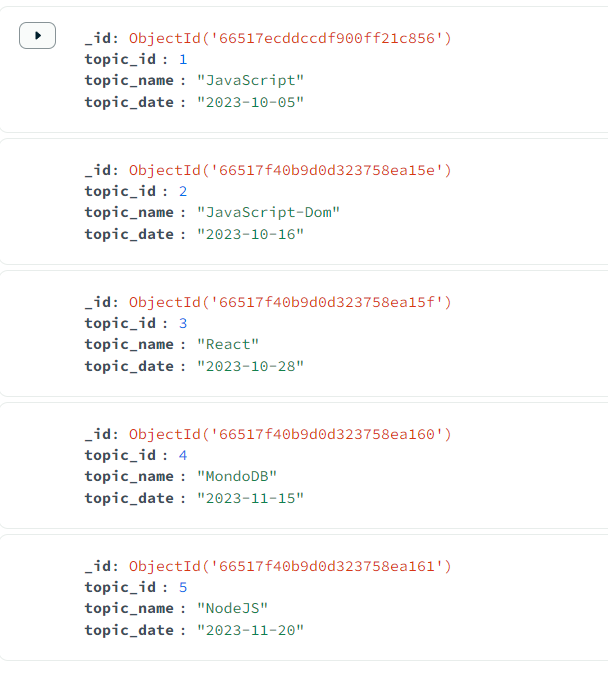 _id: ObjectId('66517ecddccdf900ff21c856')
topic_id : 1
topic_name : "JavaScript"
topic_date : "2023-10-05"
_id: ObjectId('66517f40b9d0d323758ea15e')
topic_id : 2
topic_name : "JavaScript-Dom"
topic_date : "2023-10-16"
_id: ObjectId('66517f40b9d0d323758ea15f')
topic_id : 3
topic_name : "React"
topic_date : "2023-10-28"
_id: ObjectId('66517f40b9d0d323758ea160')
topic_id : 4
topic_name : "MondoDB"
topic_date : "2023-11-15"
_id: ObjectId('66517f40b9d0d323758ea161')
topic_id : 5
topic_name : "NodeJS"
topic_date : "2023-11-20"